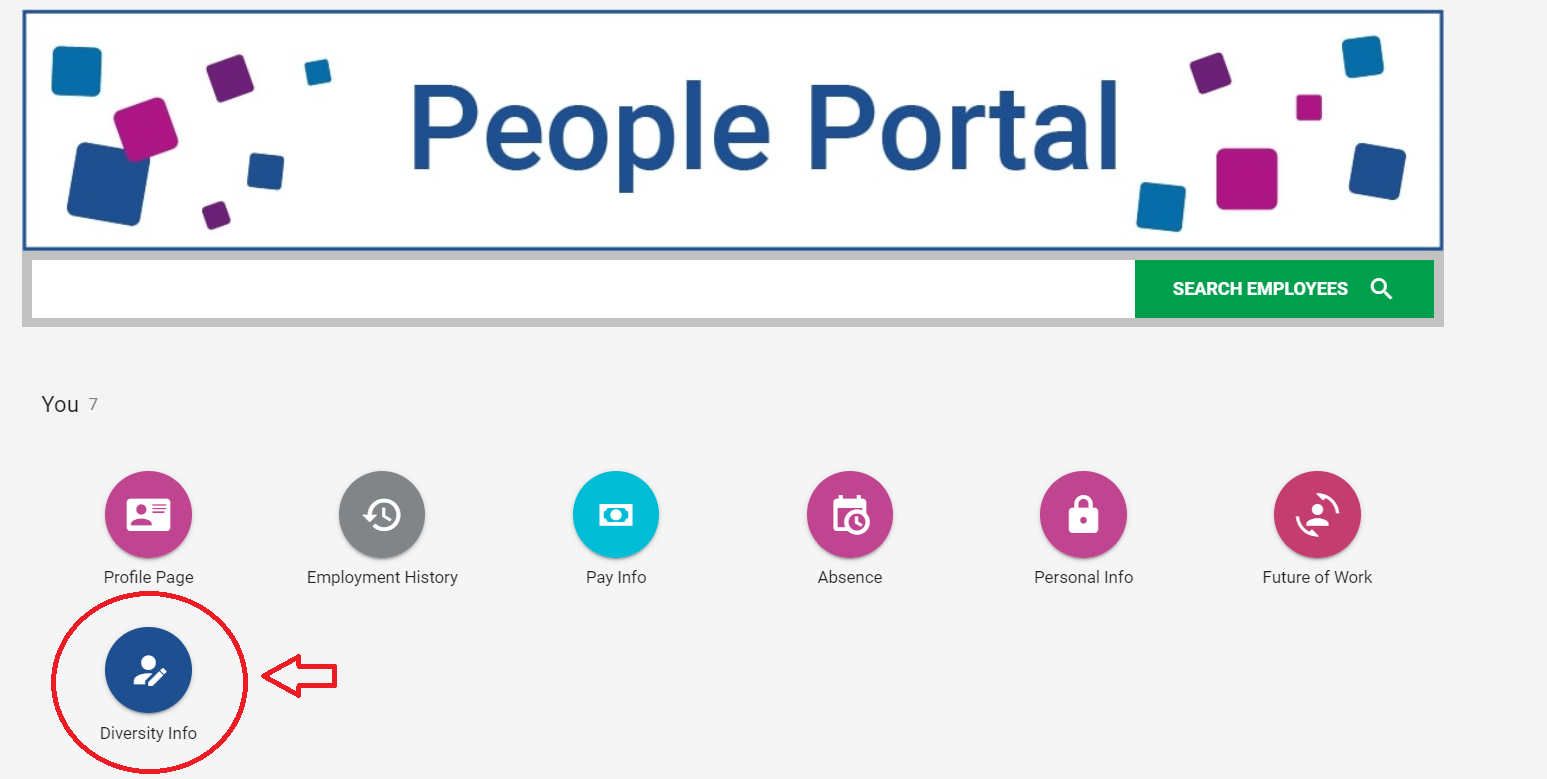 People Portal
SEARCH EMPLOYEES
You 7
Profile Page
Employment History
Pay Info
Absence
Personal Info
Future of Work
Diversity Info